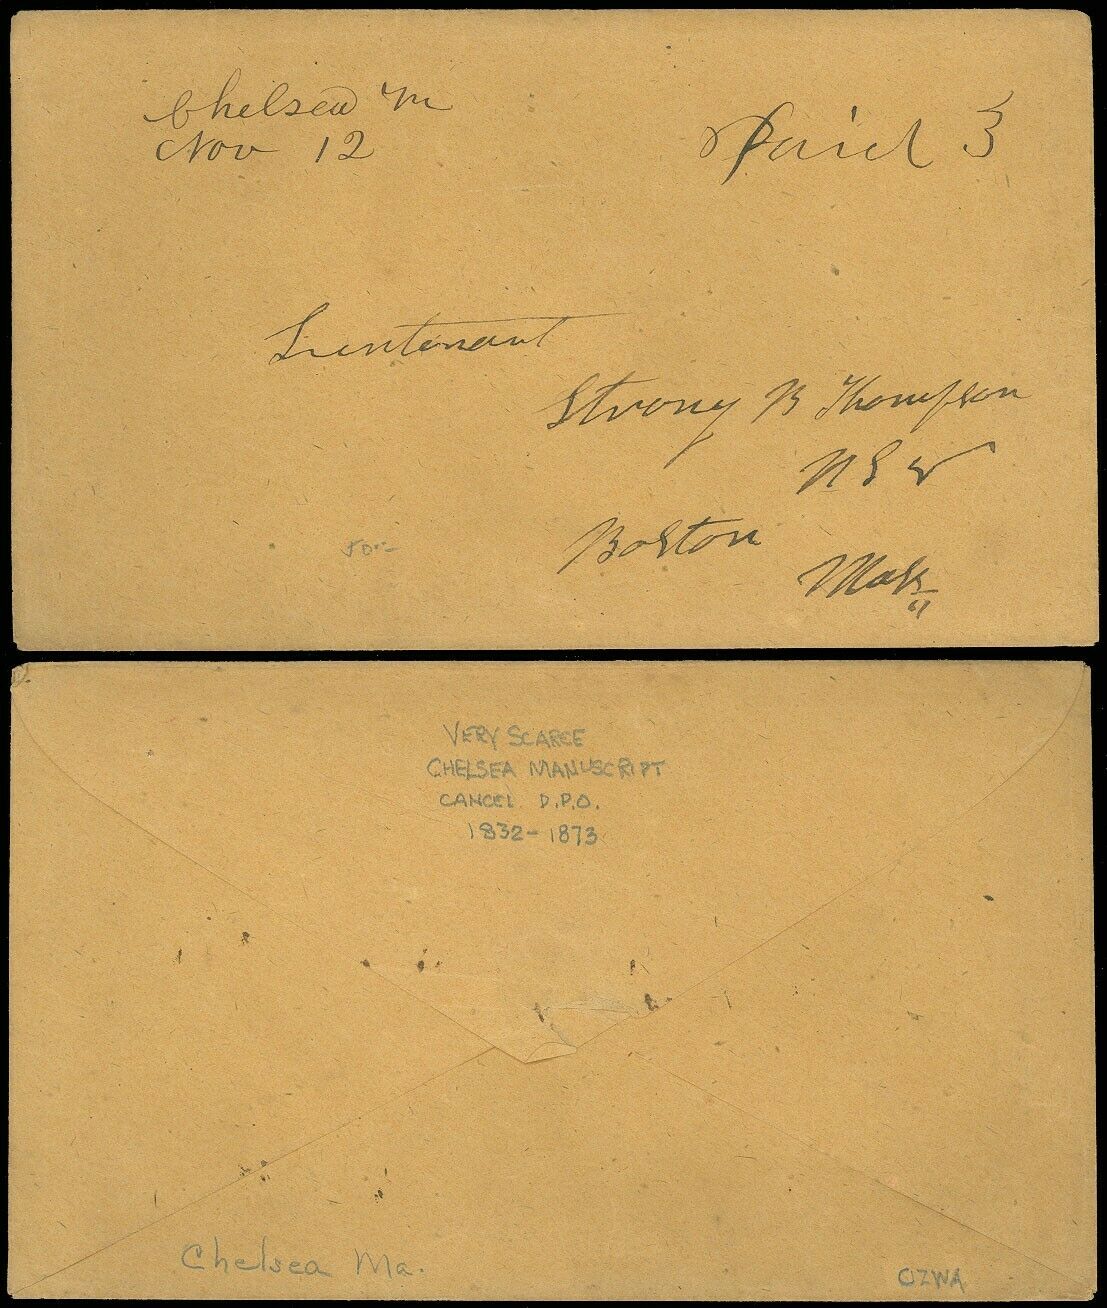 Chelsea M
Nov 12
Paid 3
Lieutenant
Strong B Thompson
Boston
Mass
VERY SCARCE
CHELSEA MANUSCRIPT
CANCEL D.P.O.
1832-1873
Chelsea Ma.
OZWA